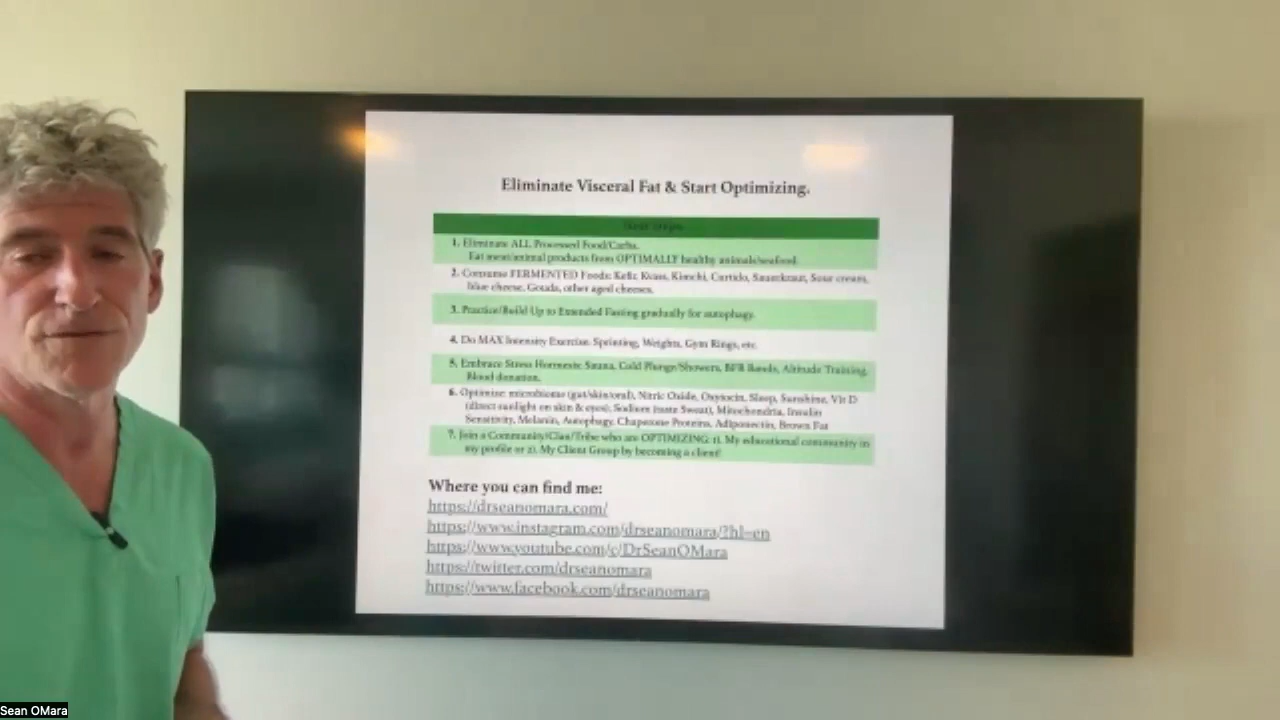 Eliminate Visceral Fat & Start Optimizing.
1. Eliminate ALL Processed Food/Carbs.
Eat meat/animal products from OPTIMALLY healthy animals/seafood.
2. Consume FERMENTED Foods: Kefir, Kvass, Kimchi, Curtido, Sauerkraut, Sour cream,
blue cheese, Gouda, other aged cheeses.
3. Practice/Build Up to Extended Fasting gradually for autophagy.
4. Do MAX Intensity Exercise. Sprinting, Weights, Gym Rings, etc.
5. Embrace Stress Hormesis: Sauna, Cold Plunge/Showers, BFR Bands, Altitude Training,
Blood donation.
6. Optimize: microbiome (gut/skin/oral), Nitric Oxide, Oxytocin, Sleep, Sunshine, Vit D
(direct sunlight on skin & eyes), Sodium Sweat), Mitochondria, Insulin
Sensitivity, Melanin, Autophagy, Chaperone Proteins, Adiponectin, Brown Fat
7. Join a Community/Clan/Tribe who are OPTIMIZING: 1). My educational community in
my profile or 2). My Client Group by becoming a client!
Where you can find me:
https://drseanomara.com/
https://www.instagram.com/drseanomara/?hl=en
https://www.youtube.com/c/DrSeanOMara
https://twitter.com/drseanomara
https://www.facebook.com/drseanomara
Sean OMara